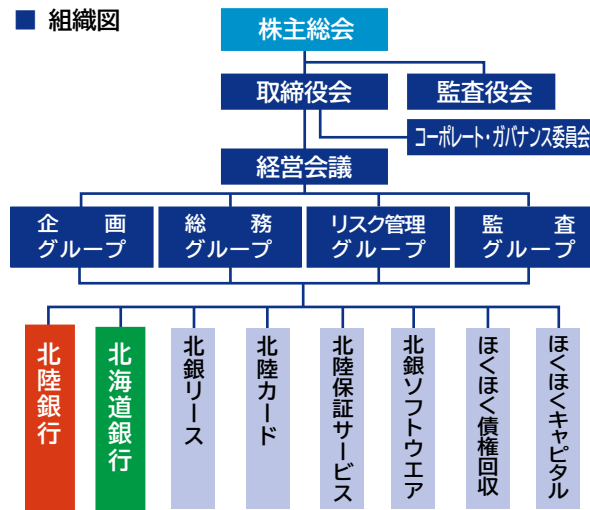 ■ 組織図
株主総会
取締役会
監査役会
コーポレート・ガバナンス委員会
経営会議
企画
グループ
総務
グループ
リスク管理
グループ
監査
グループ
北陸銀行
北海道銀行
北銀リース
北陸カード
北陸保証サービス
北銀ソフトウエア
ほくほく債権回収
ほくほくキャピタル